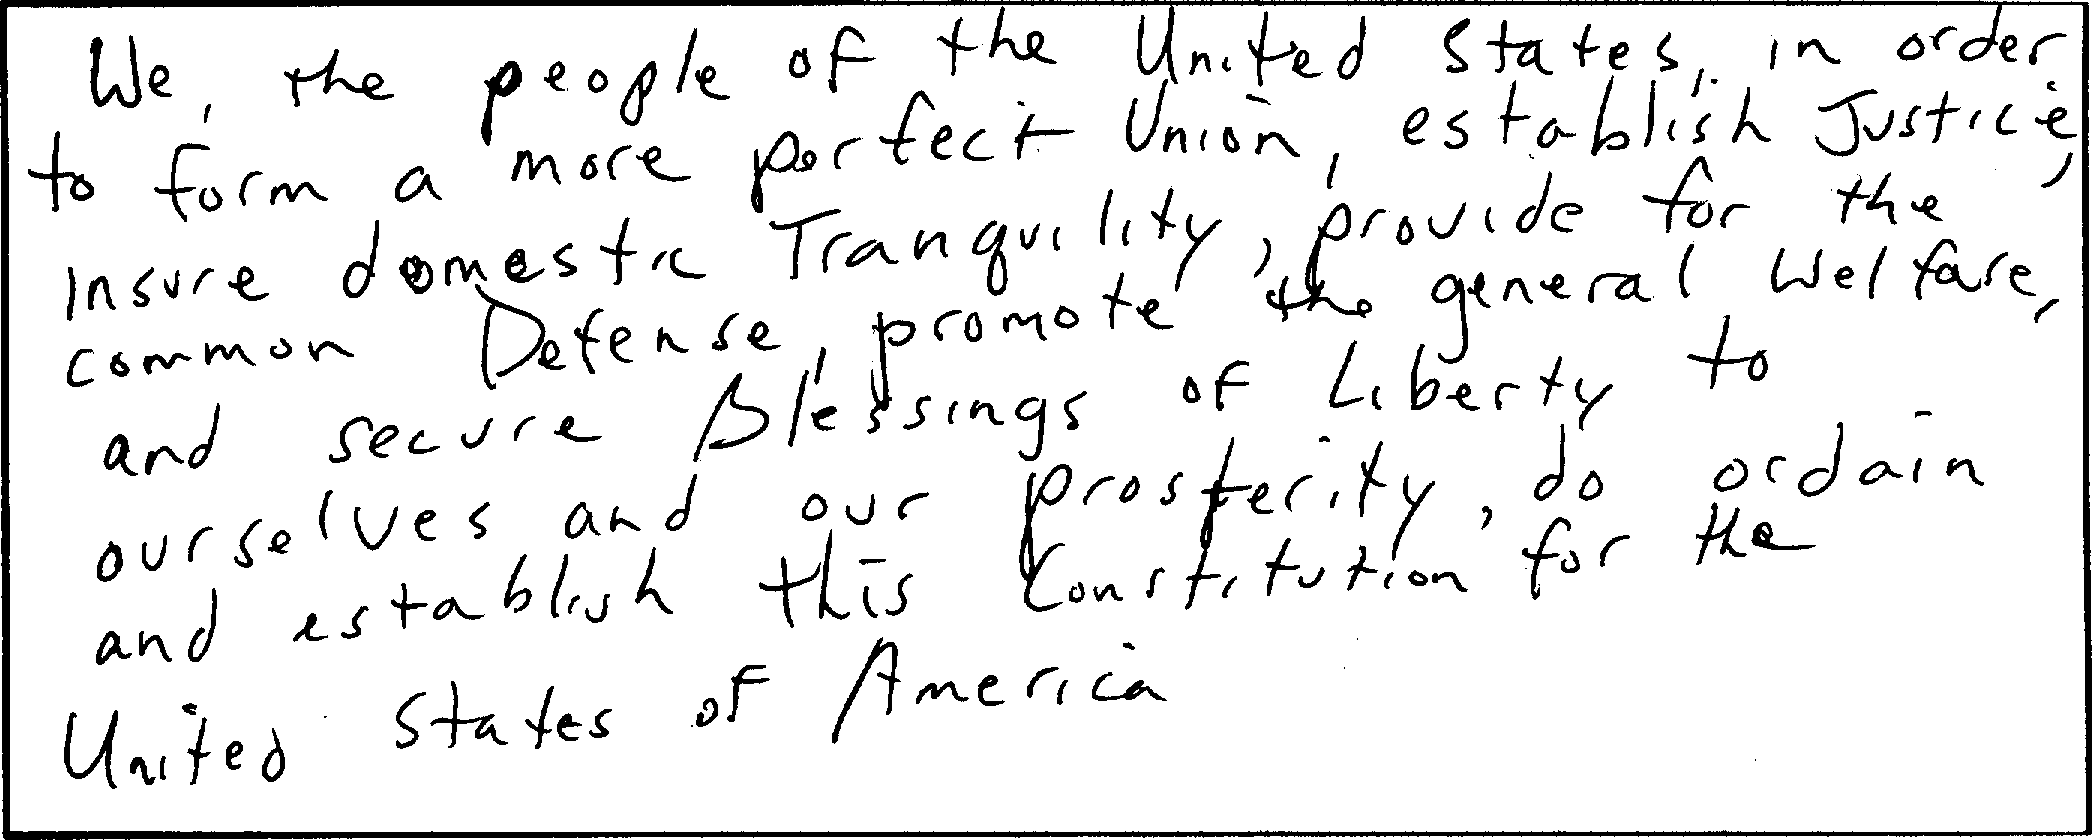 We, the people of the United States, in order
to form a more perfect Union, establish Justice,
insure domestic Tranquility, provide for the
common Defense, promote the general Welfare,
and secure Blessings of Liberty to
ourselves and our prosterity, do ordain
and establish this Constitution for the
United States of America